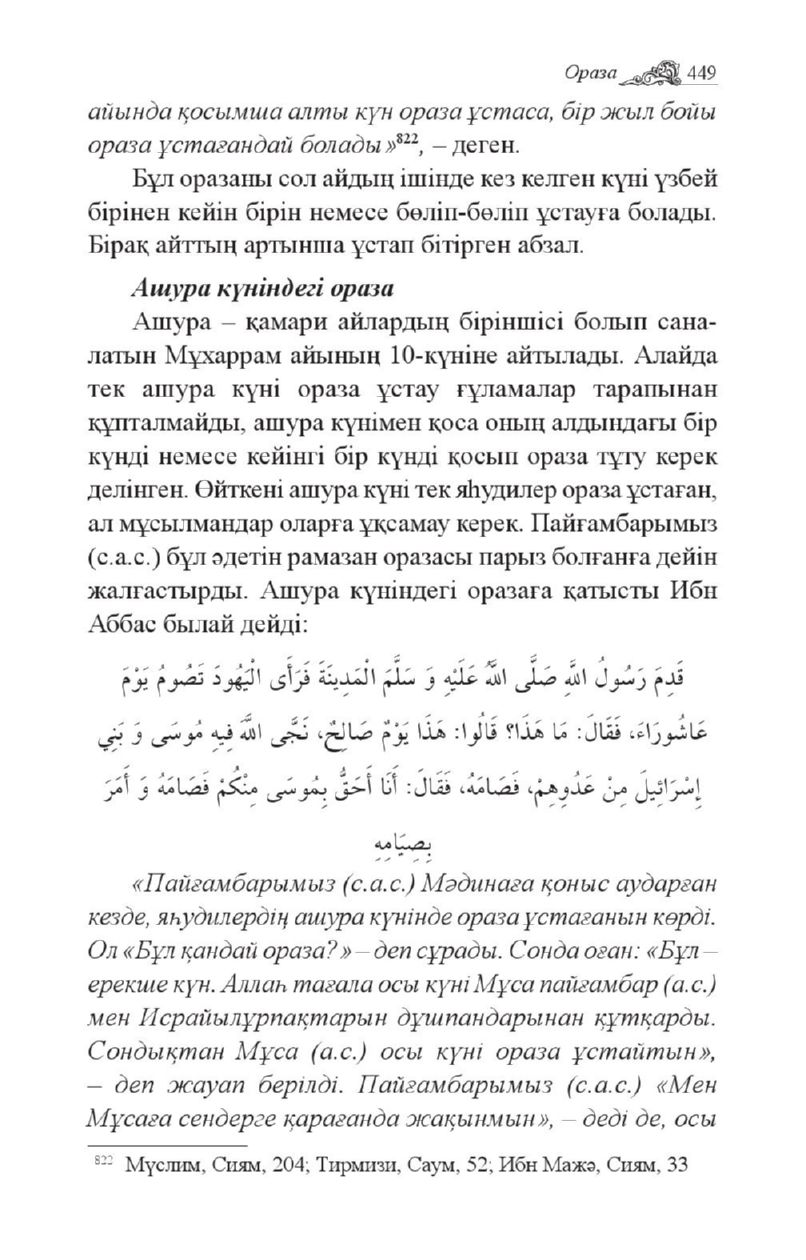 Ораза 449
айында қосымша алты күн ораза ұстаса, бір жыл бойы
ораза ұстағандай болады»⁸²², – деген.
Бұл оразаны сол айдың ішінде кез келген күні үзбей
бірінен кейін бірін немесе бөліп-бөліп ұстауға болады.
Бірақ айттың артынша ұстап бітірген абзал.
Ашура күніндегі ораза
Ашура – қамари айлардың біріншісі болып сана-
латын Мұхаррам айының 10-күніне айтылады. Алайда
тек ашура күні ораза ұстау ғұламалар тарапынан
құпталмайды, ашура күнімен қоса оның алдындағы бір
күнді немесе кейінгі бір күнді қосып ораза тұту керек
делінген. Өйткені ашура күні тек яһудилер ораза ұстаған,
ал мұсылмандар оларға ұқсамау керек. Пайғамбарымыз
(с.а.с.) бұл әдетін рамазан оразасы парыз болғанға дейін
жалғастырды. Ашура күніндегі оразаға қатысты Ибн
Аббас былай дейді:
قَدِمَ رَسُولُ اللهِ صَلَّى اللهُ عَلَيْهِ وَ سَلَّمَ الْمَدِينَةَ فَرَأَى الْيَهُودَ تَصُومُ يَوْمَ
عَاشُورَاءَ، فَقَالَ: مَا هَذَا؟ قَالُوا: هَذَا يَوْمٌ صَالِحٌ، نَجَّى اللهُ فِيهِ مُوسَى وَ بَنِي
إِسْرَائِيلَ مِنْ عَدُوِهِمْ، فَصَامَهُ، فَقَالَ: أَنَا أَحَقُّ بِمُوسَى مِنْكُمْ فَصَامَهُ وَ أَمَرَ
بِصِيَامِهِ
«Пайғамбарымыз (с.а.с.) Мәдинаға қоныс аударған
кезде, яһудилердің ашура күнінде ораза ұстағанын көрді.
Ол «Бұл қандай ораза?» – деп сұрады. Сонда оған: «Бұл –
ерекше күн. Аллаһ тағала осы күні Мұса пайғамбар (а.с.)
мен Исрайылұрпақтарын дұшпандарынан құтқарды.
Сондықтан Мұса (а.с.) осы күні ораза ұстайтын»,
– деп жауап берілді. Пайғамбарымыз (с.а.с.) «Мен
Мұсаға сендерге қарағанда жақынмын», – деді де, осы
⁸²² Мүслим, Сиям, 204; Тирмизи, Саум, 52; Ибн Мажә, Сиям, 33